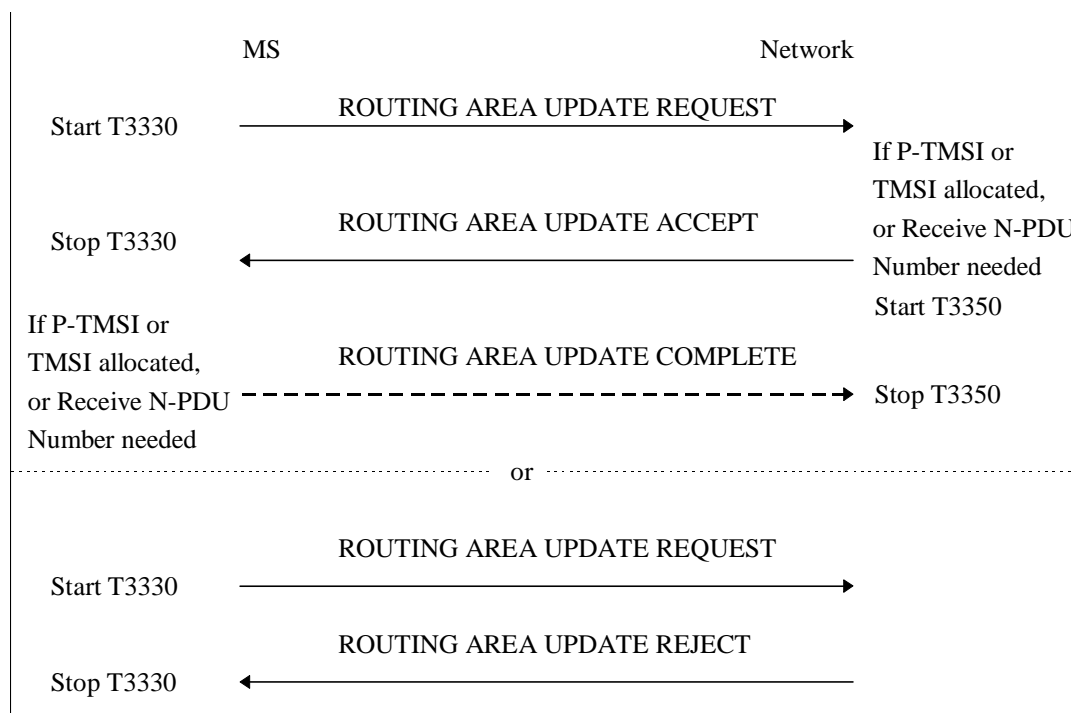 MS Network
ROUTING AREA UPDATE REQUEST
Start T3330
If P-TMSI or
TMSI allocated,
or Receive N-PDU
Number needed
Start T3350
ROUTING AREA UPDATE ACCEPT
Stop T3330
If P-TMSI or
TMSI allocated,
or Receive N-PDU
Number needed
ROUTING AREA UPDATE COMPLETE
Stop T3350
or
ROUTING AREA UPDATE REQUEST
Start T3330
ROUTING AREA UPDATE REJECT
Stop T3330